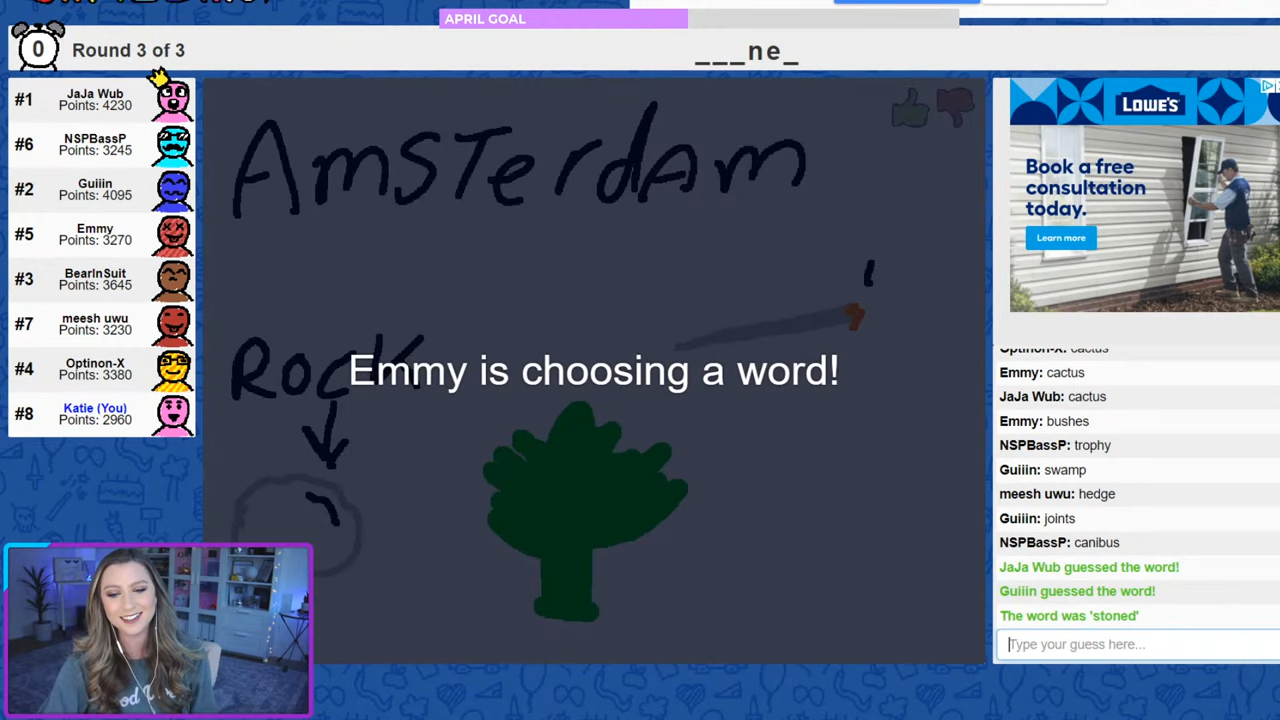 APRIL GOAL
0
Round 3 of 3
___ne_
#1
JaJa Wub
Points: 4230
#6
NSPBassP
Points: 3245
#2
Guiiin
Points: 4095
#5
Emmy
Points: 3270
#3
BearInSuit
Points: 3645
#7
meesh uwu
Points: 3230
#4
Optinon-X
Points: 3380
#8
Katie (You)
Points: 2960
AmsTerdam
Rock
Emmy is choosing a word!
LOWE'S
Book a free
consultation
today.
Learn more
Optinon-X: cactus
Emmy: cactus
JaJa Wub: cactus
Emmy: bushes
NSPBassP: trophy
Guiiin: swamp
meesh uwu: hedge
Guiiin: joints
NSPBassP: canibus
JaJa Wub guessed the word!
Guiiin guessed the word!
The word was 'stoned'
Type your guess here...